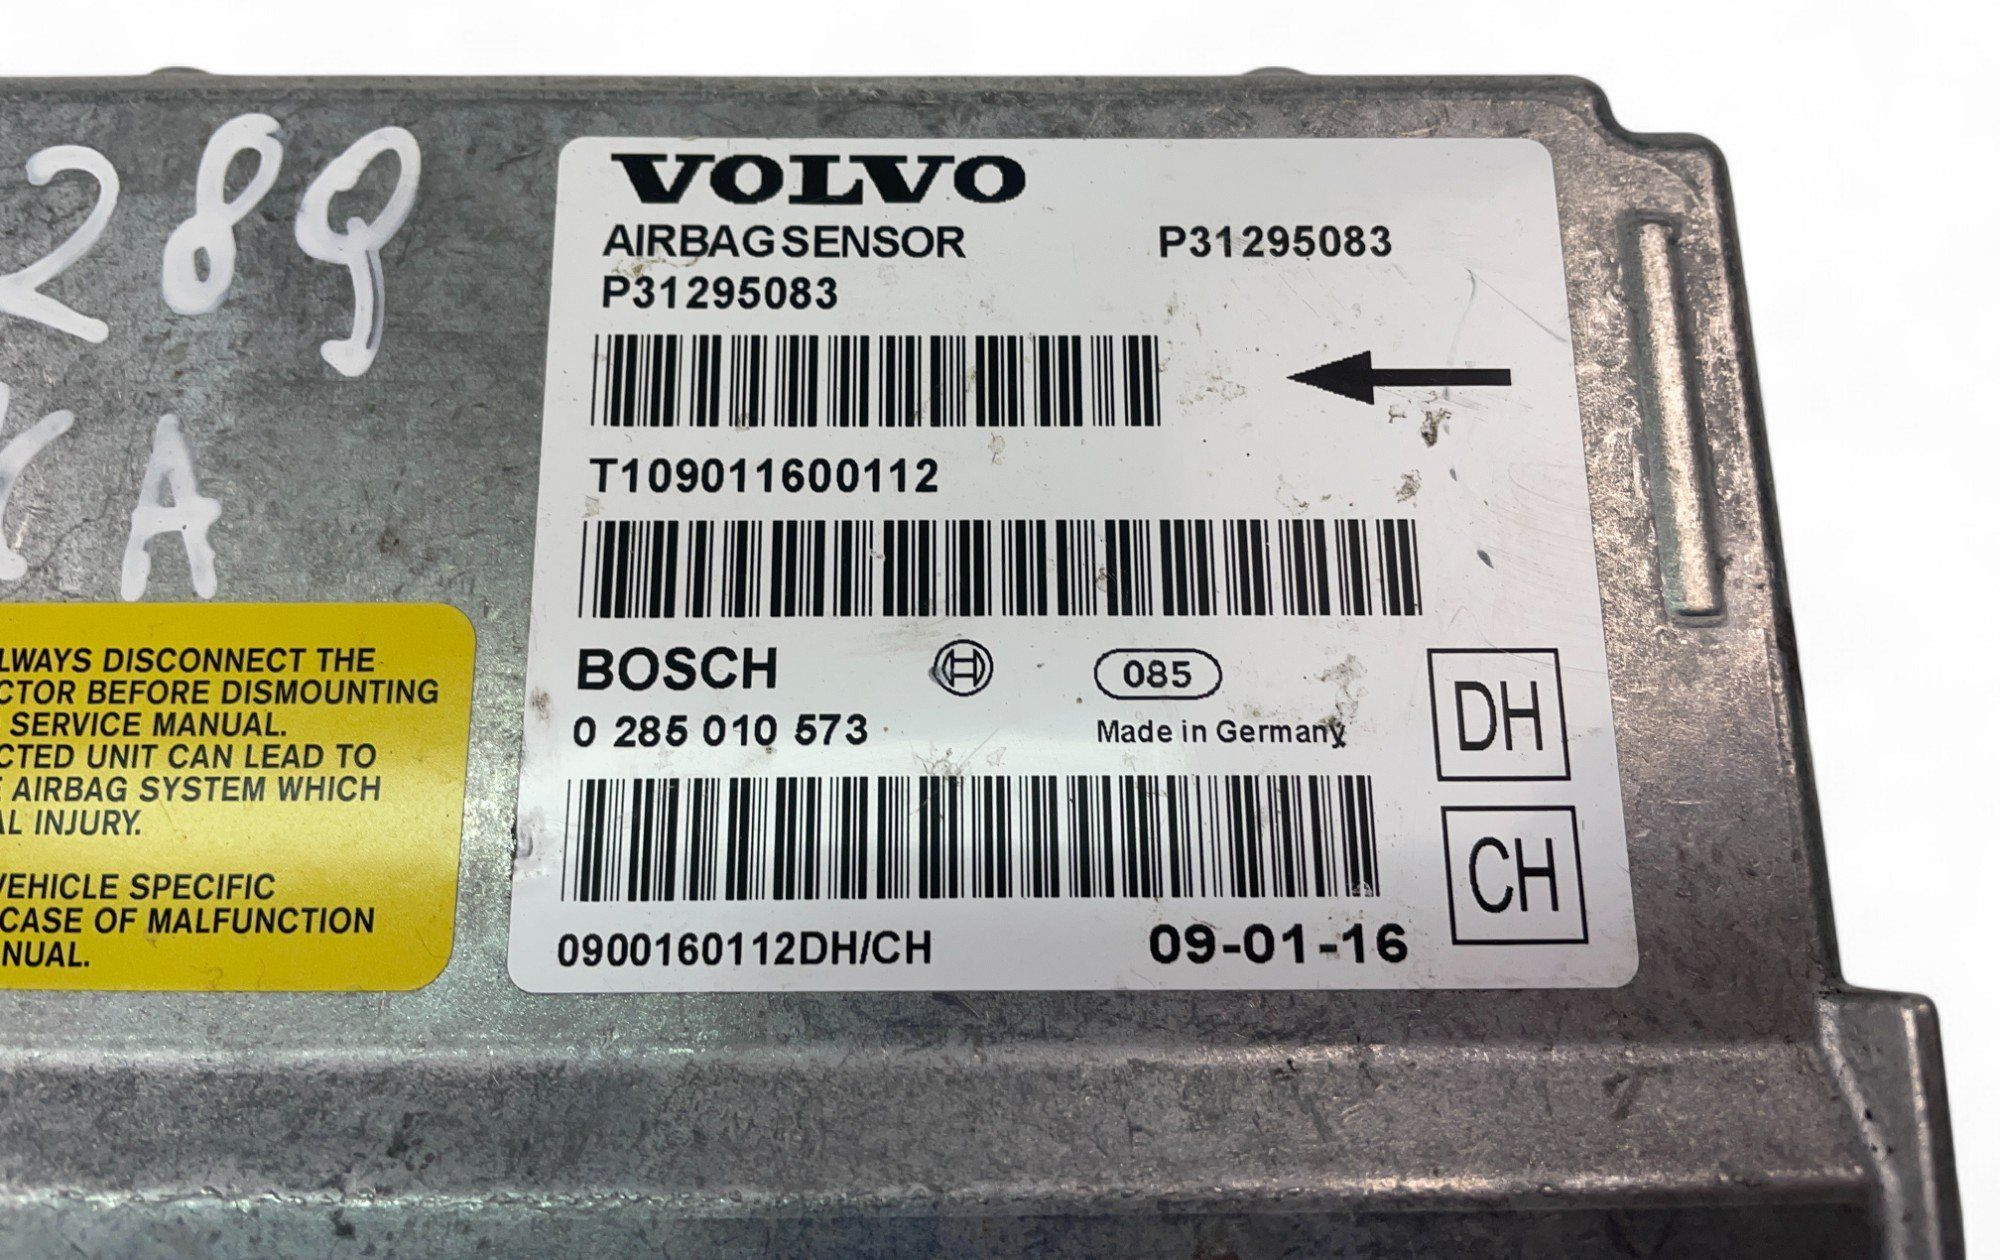 289
A
VOLVO
AIRBAG SENSOR P31295083
P31295083
T109011600112
BOSCH 085
0 285 010 573 Made in Germany
DH
CH
0900160112DH/CH 09-01-16
LWAYS DISCONNECT THE
CTOR BEFORE DISMOUNTING
SERVICE MANUAL.
CTED UNIT CAN LEAD TO
AIRBAG SYSTEM WHICH
AL INJURY.
VEHICLE SPECIFIC
CASE OF MALFUNCTION
NUAL.